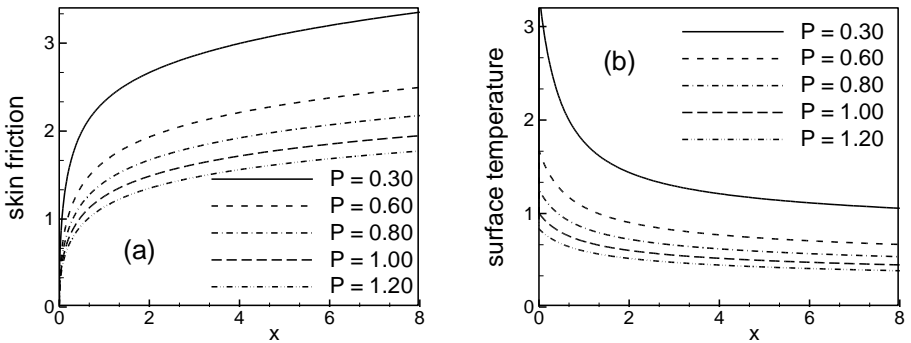 3
2
1
0
0
2
4
6
8
x
skin friction
(a)
P = 0.30
P = 0.60
P = 0.80
P = 1.00
P = 1.20
3
2
1
0
0
2
4
6
8
x
surface temperature
(b)
P = 0.30
P = 0.60
P = 0.80
P = 1.00
P = 1.20